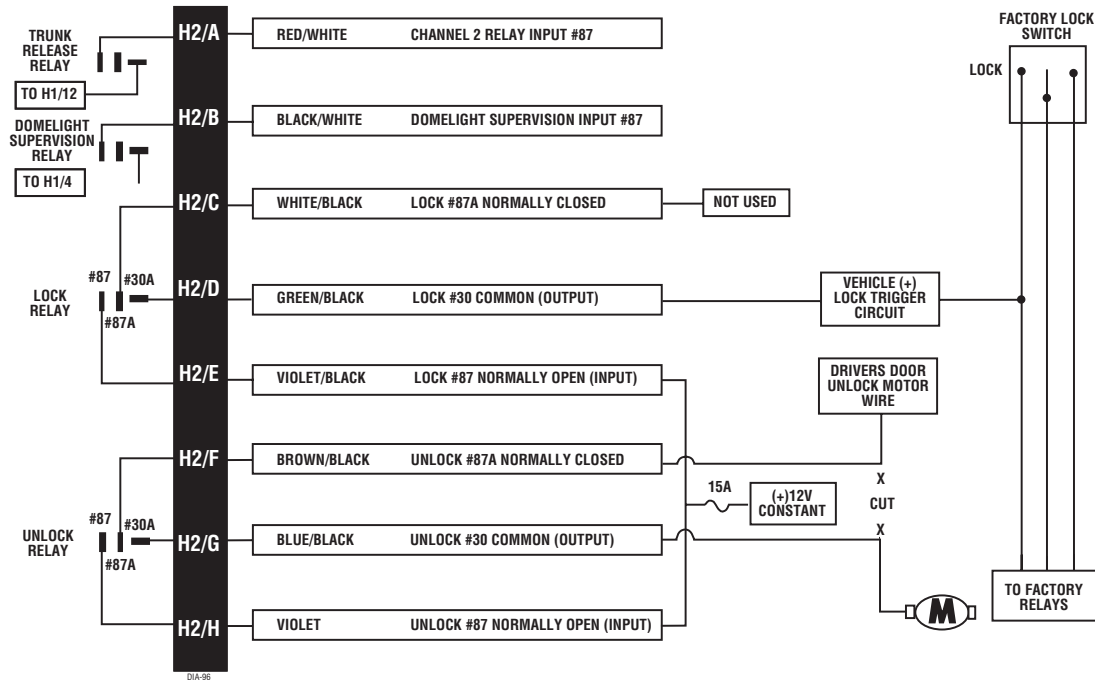 TRUNK
RELEASE
RELAY
TO H1/12
DOMELIGHT
SUPERVISION
RELAY
TO H1/4
#87
#30A
LOCK
RELAY
#87A
#87
#30A
UNLOCK
RELAY
#87A
H2/A
RED/WHITE CHANNEL 2 RELAY INPUT #87
H2/B
BLACK/WHITE DOMELIGHT SUPERVISION INPUT #87
H2/C
WHITE/BLACK LOCK #87A NORMALLY CLOSED
NOT USED
H2/D
GREEN/BLACK LOCK #30 COMMON (OUTPUT)
VEHICLE (+)
LOCK TRIGGER
CIRCUIT
H2/E
VIOLET/BLACK LOCK #87 NORMALLY OPEN (INPUT)
DRIVERS DOOR
UNLOCK MOTOR
WIRE
H2/F
BROWN/BLACK UNLOCK #87A NORMALLY CLOSED
15A
(+)12V
CONSTANT
X
CUT
X
H2/G
BLUE/BLACK UNLOCK #30 COMMON (OUTPUT)
M
H2/H
VIOLET UNLOCK #87 NORMALLY OPEN (INPUT)
FACTORY LOCK
SWITCH
LOCK
TO FACTORY
RELAYS
DIA-96